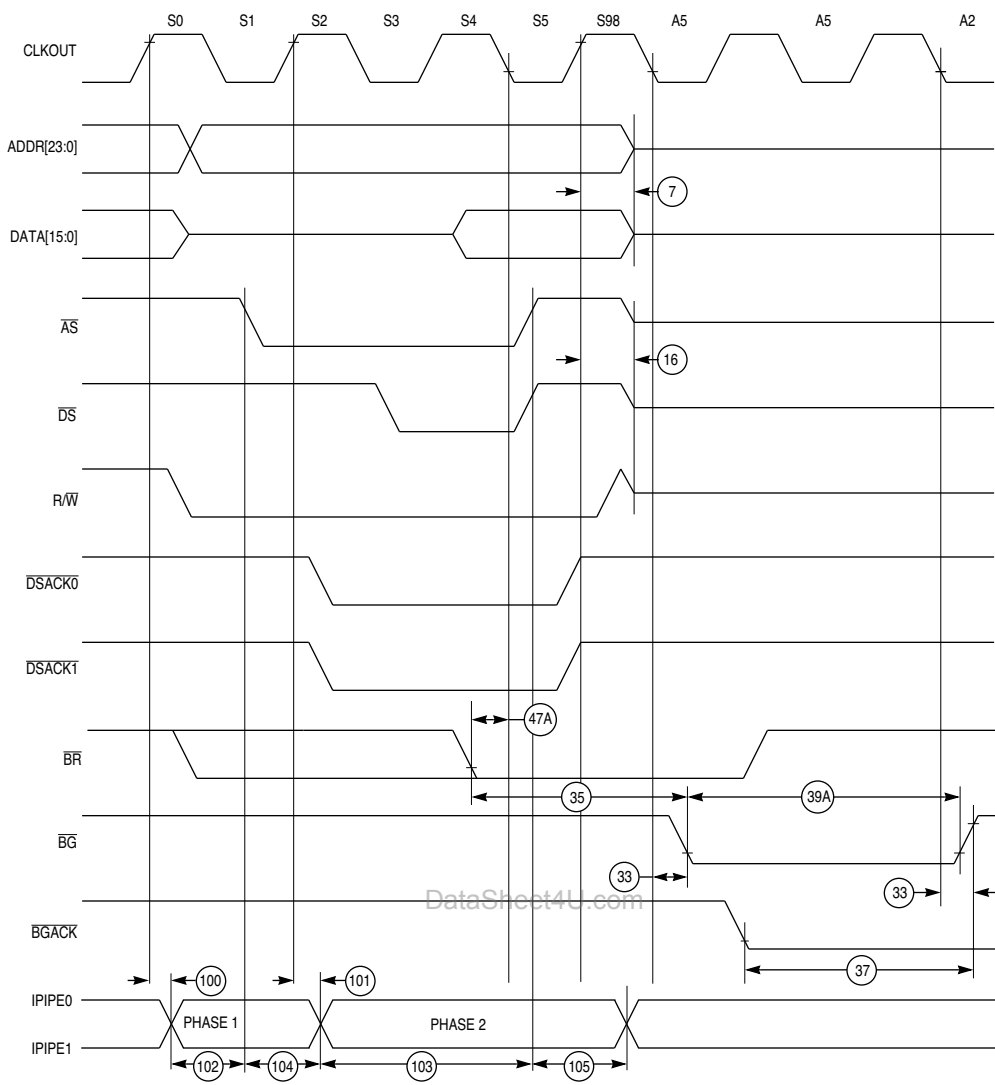 S0 S1 S2 S3 S4 S5 S98 A5 A5 A2
CLKOUT
ADDR[23:0]
7
DATA[15:0]
AS
16
DS
R/W
DSACK0
DSACK1
47A
BR
35 39A
BG
33 33
DataSheet4U.com
BGACK
37
100 101
IPIPE0
PHASE 1 PHASE 2
IPIPE1
102 104 103 105